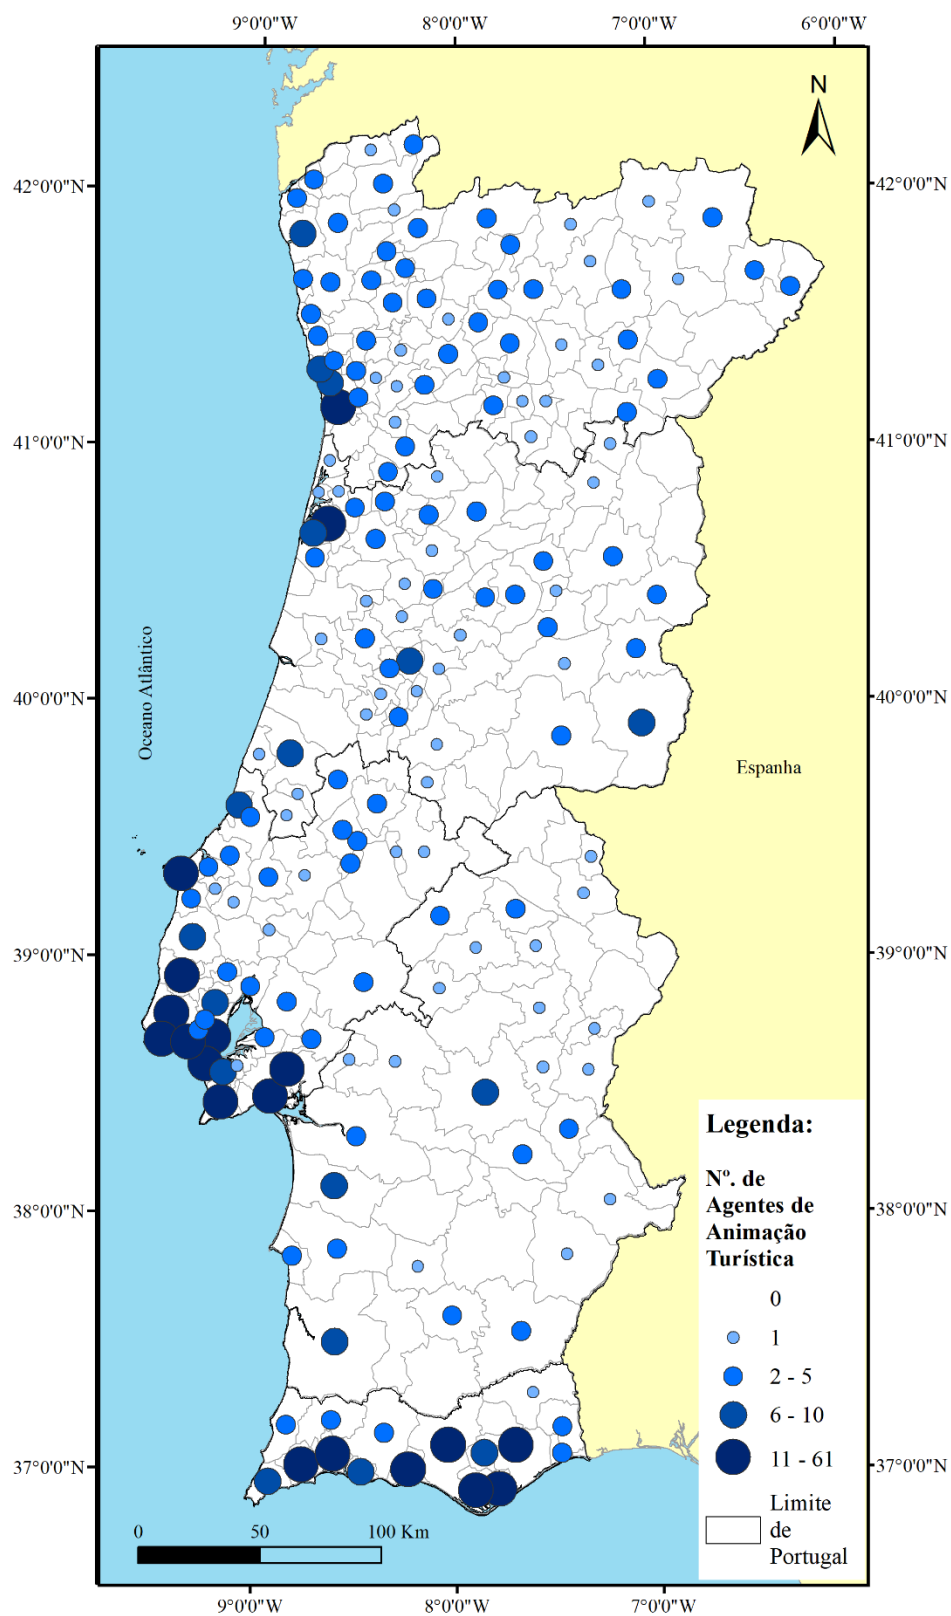 9°0'0"W 8°0'0"W 7°0'0"W 6°0'0"W
N
42°0'0"N 42°0'0"N
41°0'0"N 41°0'0"N
Oceano Atlântico
40°0'0"N 40°0'0"N
Espanha
39°0'0"N 39°0'0"N
Legenda:
Nº. de
Agentes de
Animação
Turística
38°0'0"N 38°0'0"N
0
1
2 - 5
6 - 10
11 - 61
37°0'0"N 37°0'0"N
Limite
de
Portugal
0 50 100 Km
9°0'0"W 8°0'0"W 7°0'0"W